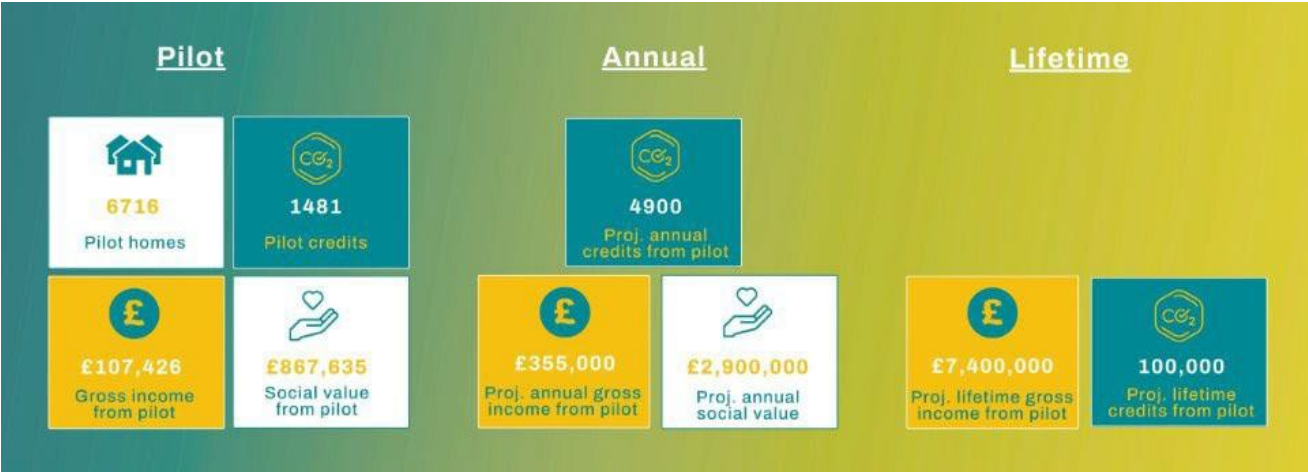 Pilot
6716
Pilot homes
CO2
1481
Pilot credits
£
£107,426
Gross income
from pilot
£867,635
Social value
from pilot
Annual
CO2
4900
Proj. annual
credits from pilot
£
£355,000
Proj. annual gross
income from pilot
£2,900,000
Proj. annual
social value
Lifetime
£
£7,400,000
Proj. lifetime gross
income from pilot
CO2
100,000
Proj. lifetime
credits from pilot